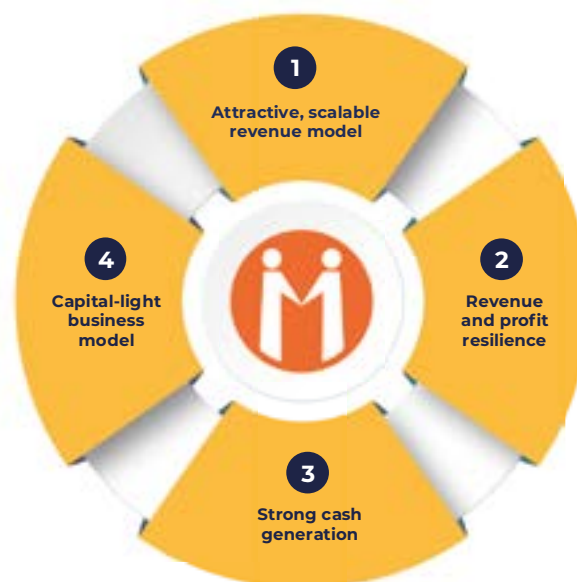 1
Attractive, scalable
revenue model
2
Revenue
and profit
resilience
3
Strong cash
generation
4
Capital-light
business
model